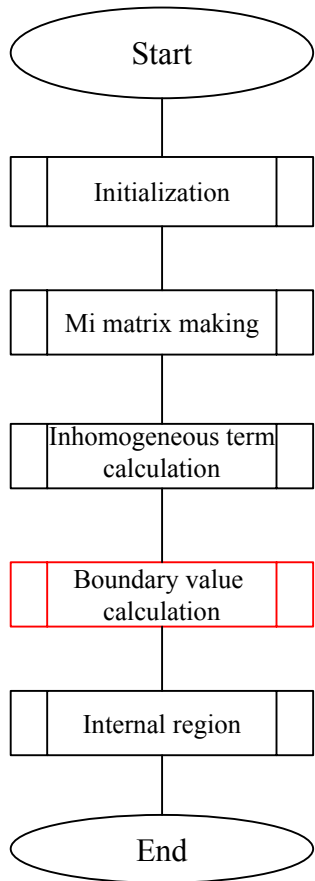 Start
Initialization
Mi matrix making
Inhomogeneous term
calculation
Boundary value
calculation
Internal region
End